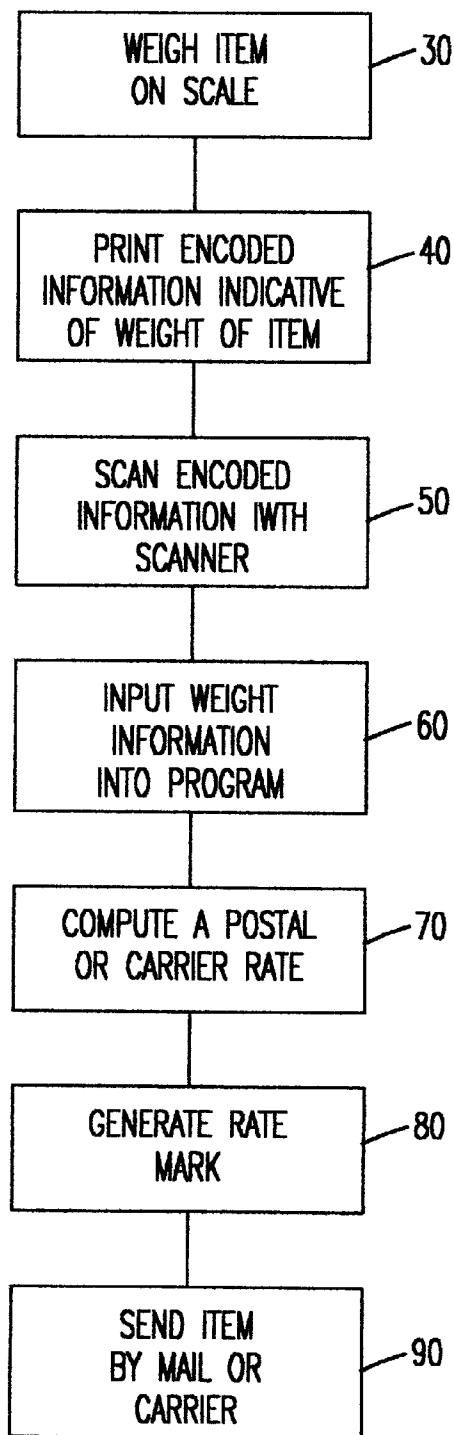 WEIGH ITEM
ON SCALE
30
PRINT ENCODED
INFORMATION INDICATIVE
OF WEIGHT OF ITEM
40
SCAN ENCODED
INFORMATION IWTH
SCANNER
50
INPUT WEIGHT
INFORMATION
INTO PROGRAM
60
COMPUTE A POSTAL
OR CARRIER RATE
70
GENERATE RATE
MARK
80
SEND ITEM
BY MAIL OR
CARRIER
90